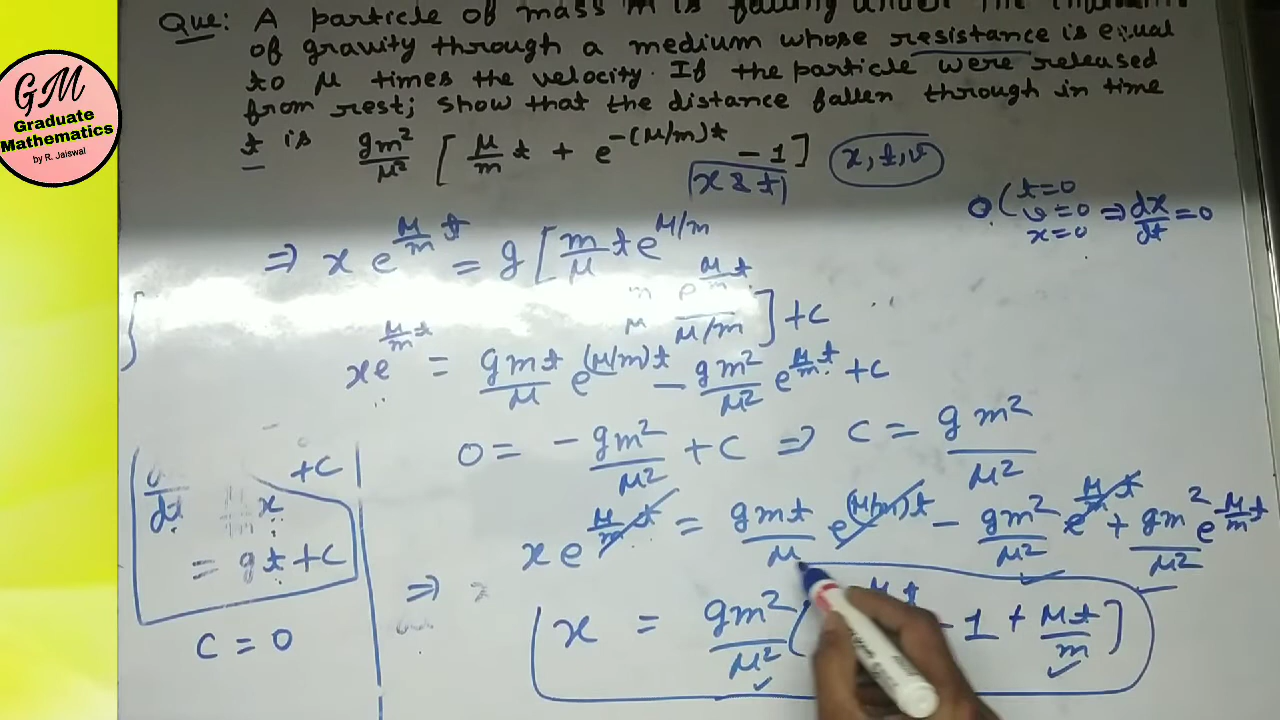 Que: A particle of mass m is falling under the
of gravity through a medium whose resistance is equal
to μ times the velocity. If the particle were released
from rest; show that the distance fallen through in time
t is gm²/μ² [ μ/m t + e^-(μ/m)t - 1 ] (x, t, v)
(x & t)
GM
Graduate
Mathematics
by R. Jaiswal
O ( t=0
v=0 ⇒ dx/dt = 0
x=0
⇒ x e^(μ/m t) = g [ m/μ t e^μ/m
m/μ e^(μ/m t)/(μ/m) ] + c
x e^(μ/m t) = gmt/μ e^(μ/m)t - gm²/μ² e^(μ/m t) + c
0 = - gm²/μ² + c ⇒ c = gm²/μ²
x e^(μ/m t) = gmt/μ e^(μ/m)t - gm²/μ² e^(μ/m t) + gm²/μ² e^(μ/m t)
⇒ x = gm²/μ² ( - 1 + μt/m ]
/dt x + c
= gt + c
c = 0